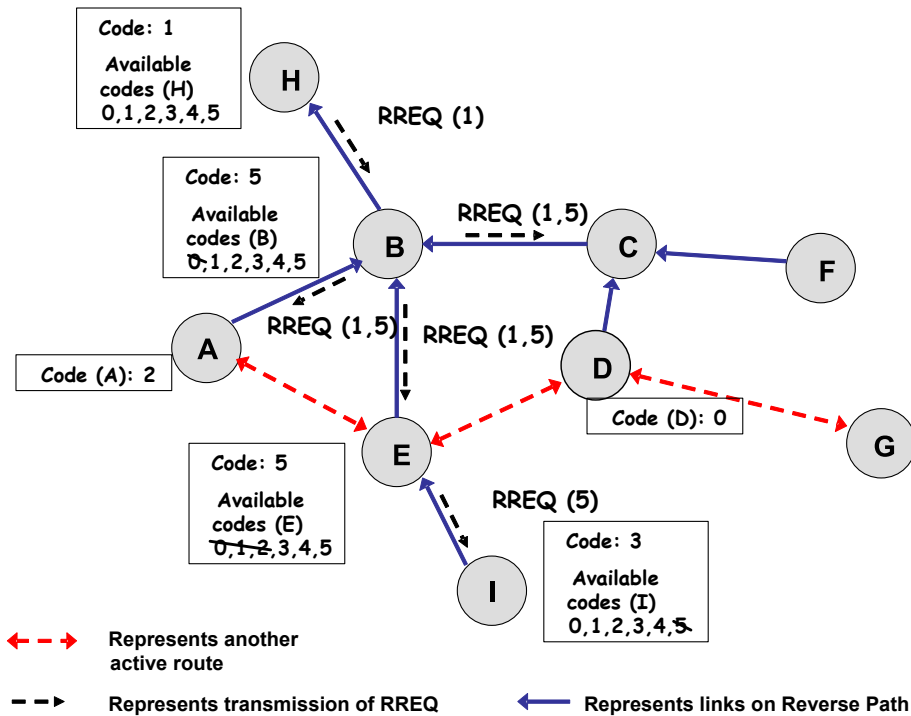 Code: 1
Available
codes (H)
0,1,2,3,4,5
H
RREQ (1)
Code: 5
Available
codes (B)
0,1,2,3,4,5
B
RREQ (1,5)
C
F
RREQ (1,5)
RREQ (1,5)
A
Code (A): 2
D
Code (D): 0
G
E
Code: 5
Available
codes (E)
0,1,2,3,4,5
RREQ (5)
I
Code: 3
Available
codes (I)
0,1,2,3,4,5
Represents another
active route
Represents transmission of RREQ
Represents links on Reverse Path